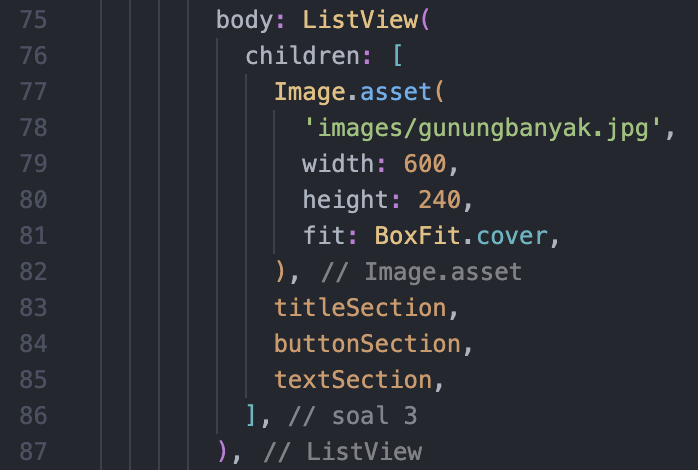 75 body: ListView(
76 children: [
77 Image.asset(
78 'images/gunungbanyak.jpg',
79 width: 600,
80 height: 240,
81 fit: BoxFit.cover,
82 ), // Image.asset
83 titleSection,
84 buttonSection,
85 textSection,
86 ], // soal 3
87 ), // ListView